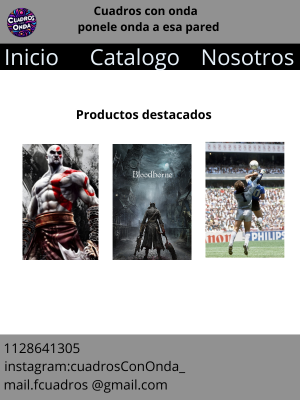 CUADROS
CON
ONDA
Cuadros con onda
ponele onda a esa pared
Inicio Catalogo Nosotros
Productos destacados
Bloodborne
PHILIPS
1128641305
instagram:cuadrosConOnda_
mail.fcuadros @gmail.com